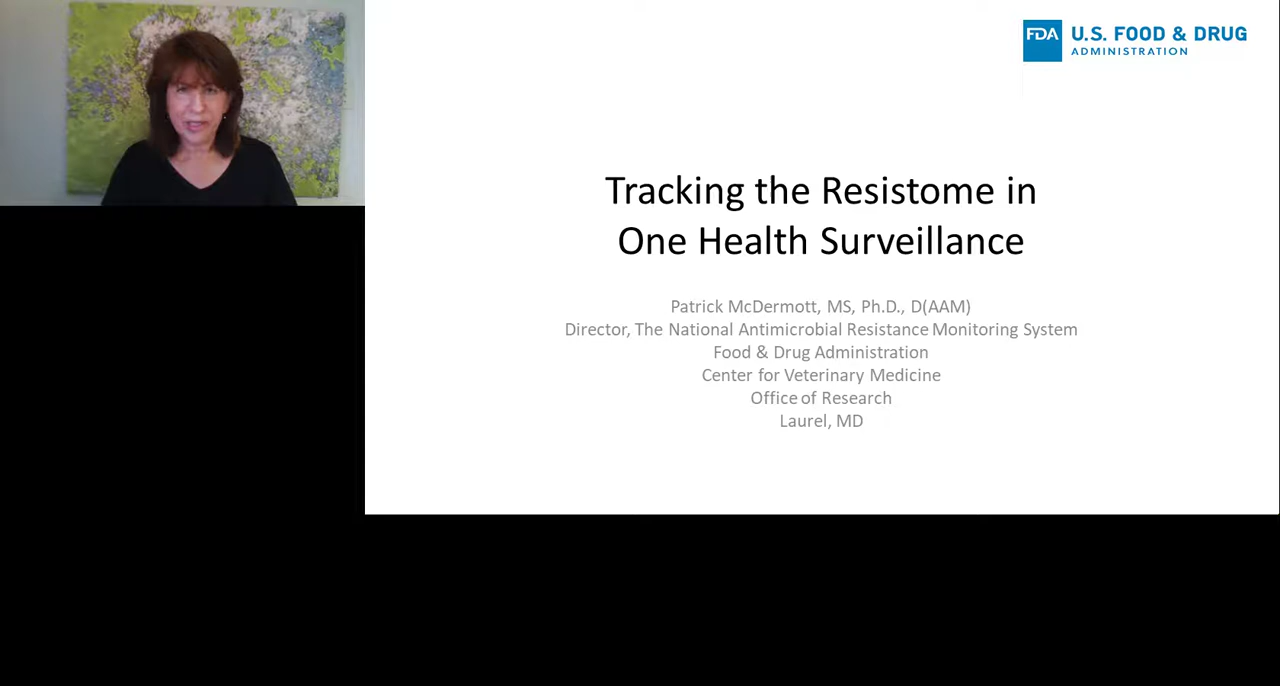 FDA U.S. FOOD & DRUG
ADMINISTRATION
Tracking the Resistome in
One Health Surveillance
Patrick McDermott, MS, Ph.D., D(AAM)
Director, The National Antimicrobial Resistance Monitoring System
Food & Drug Administration
Center for Veterinary Medicine
Office of Research
Laurel, MD